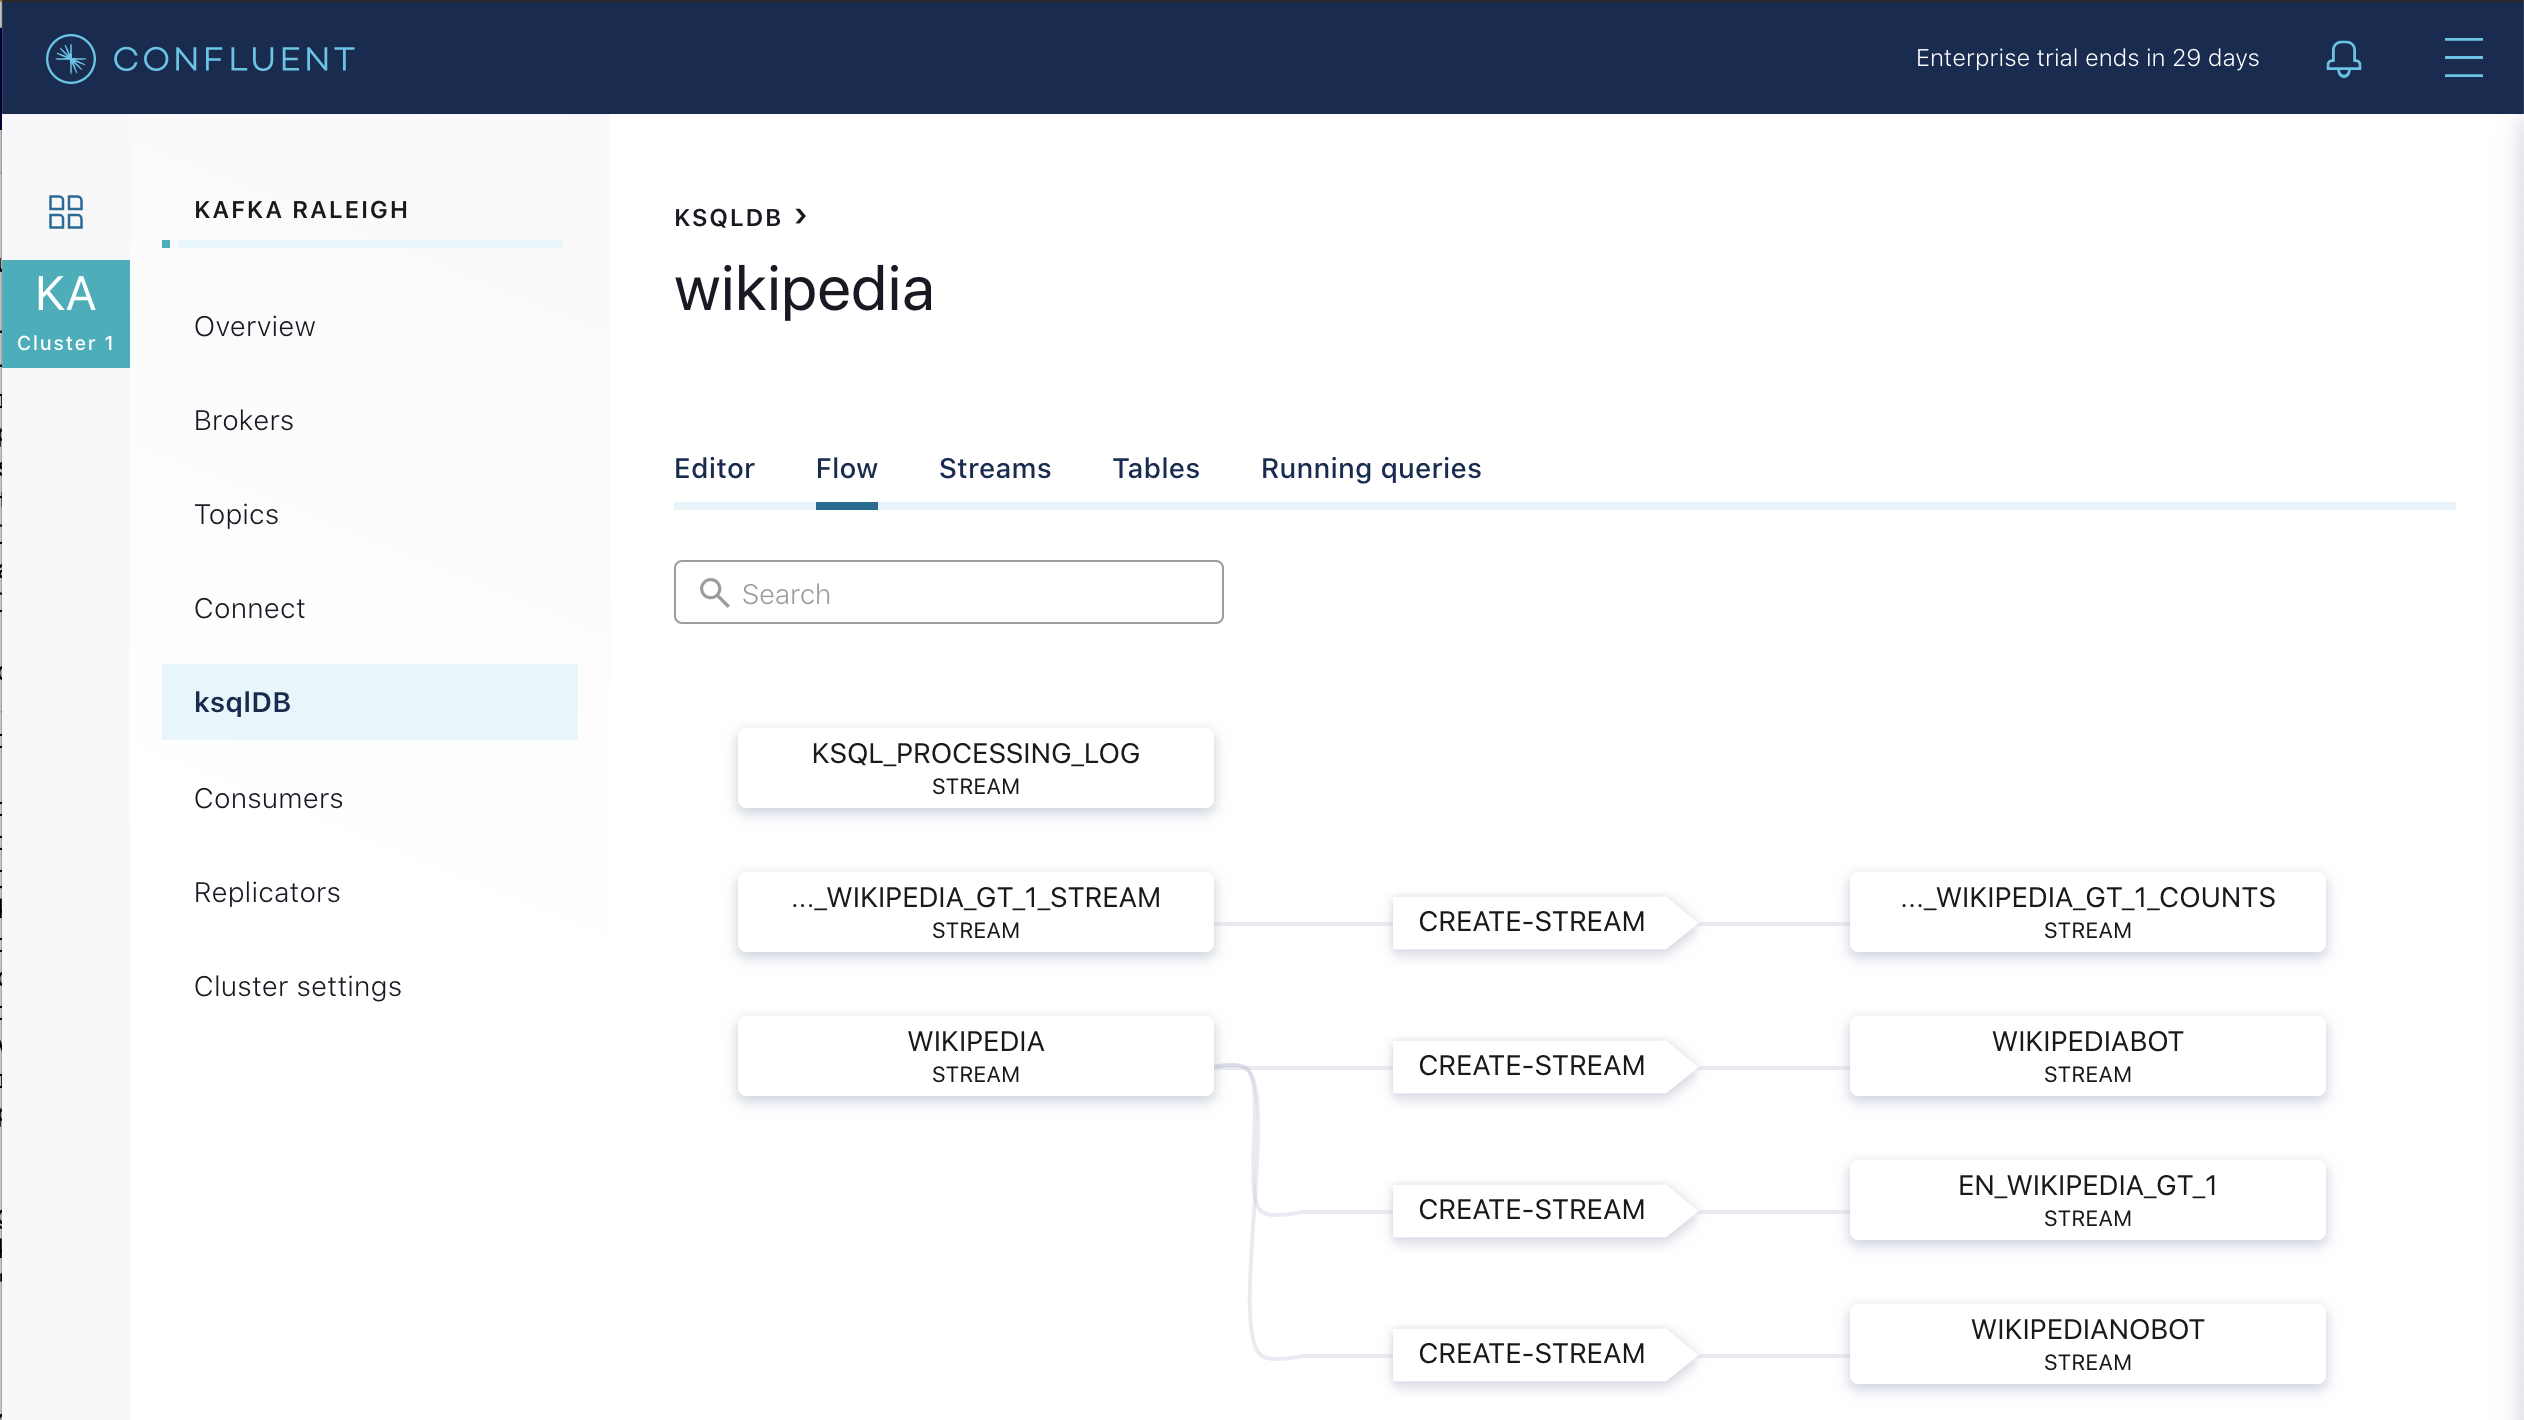 CONFLUENT
Enterprise trial ends in 29 days
KA
Cluster 1
KAFKA RALEIGH
Overview
Brokers
Topics
Connect
ksqlDB
Consumers
Replicators
Cluster settings
KSQLDB >
wikipedia
Editor Flow Streams Tables Running queries
Search
KSQL_PROCESSING_LOG
STREAM
..._WIKIPEDIA_GT_1_STREAM
STREAM
CREATE-STREAM
..._WIKIPEDIA_GT_1_COUNTS
STREAM
WIKIPEDIA
STREAM
CREATE-STREAM
WIKIPEDIABOT
STREAM
CREATE-STREAM
EN_WIKIPEDIA_GT_1
STREAM
CREATE-STREAM
WIKIPEDIANOBOT
STREAM